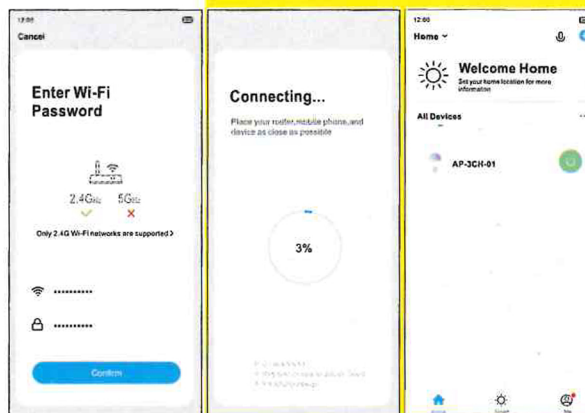 12:00
Cancel
Enter Wi-Fi
Password
2.4GHz 5GHz
Only 2.4G Wi-Fi networks are supported >
••••••••••
••••••••••
Confirm
Connecting...
Place your router, mobile phone, and
device as close as possible
3%
12:00
Home
Welcome Home
Set your home location for more
information
All Devices
AP-3CH-01